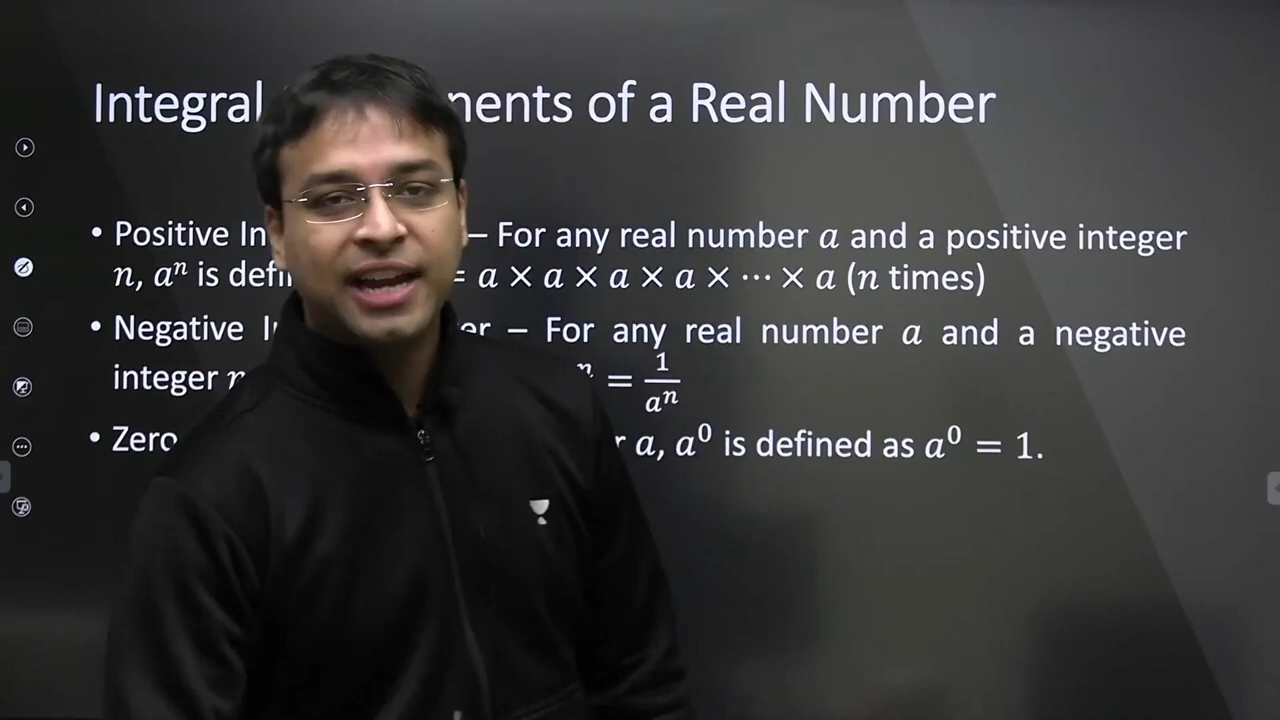 Integral nents of a Real Number
• Positive In – For any real number a and a positive integer
n, aⁿ is defi = a × a × a × a × ⋯ × a (n times)
• Negative I er – For any real number a and a negative
integer n ⁿ = 1/aⁿ
• Zero r a, a⁰ is defined as a⁰ = 1.